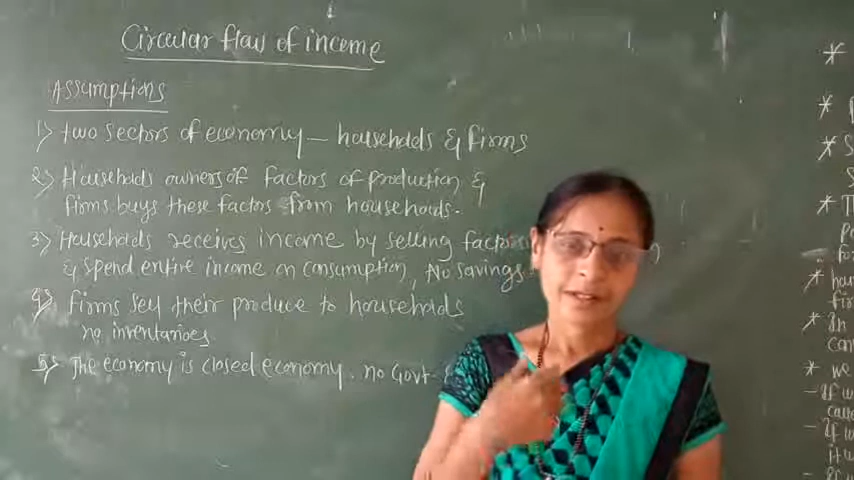 Circular flow of income
Assumptions
1) two sectors of economy — households & firms
2) Households owners of factors of production &
firms buys these factors from households.
3) Households receives income by selling factors
& spend entire income on consumption, No savings
4) firms sell their produce to households
no inventaroies
5) The economy is closed economy. no Govt